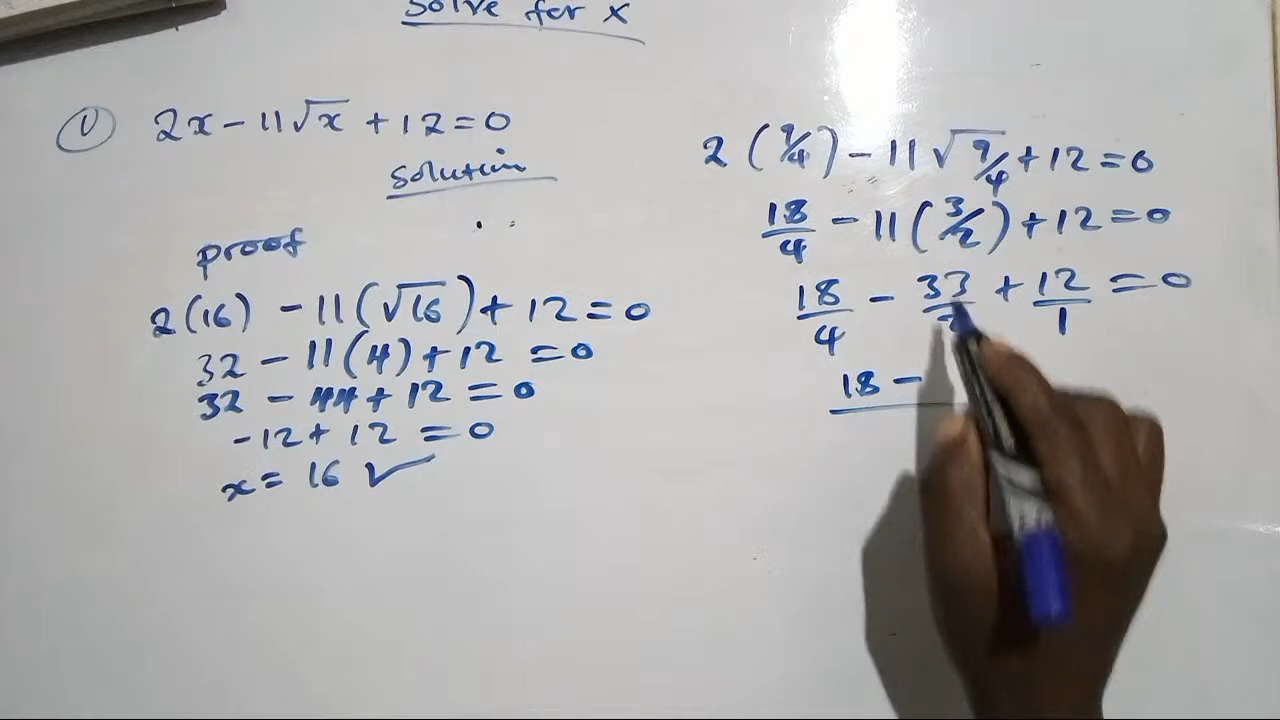 Solve for x
1) 2x - 11√x + 12 = 0
solution
proof
2(16) - 11(√16) + 12 = 0
32 - 11(4) + 12 = 0
32 - 44 + 12 = 0
-12 + 12 = 0
x = 16 ✓
2(9/4) - 11√9/4 + 12 = 0
18/4 - 11(3/2) + 12 = 0
18/4 - 33/2 + 12/1 = 0
18 -